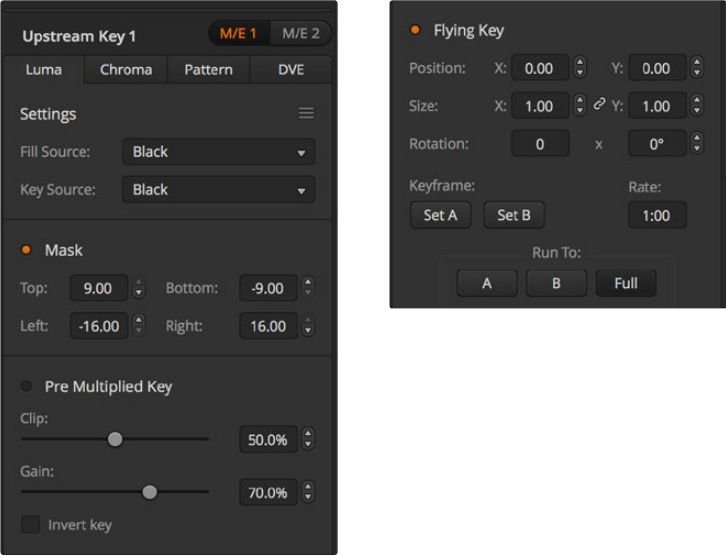 Upstream Key 1 M/E 1 M/E 2
Luma Chroma Pattern DVE
Settings
Fill Source: Black
Key Source: Black
Mask
Top: 9.00 Bottom: -9.00
Left: -16.00 Right: 16.00
Pre Multiplied Key
Clip:
50.0%
Gain:
70.0%
Invert key
Flying Key
Position: X: 0.00 Y: 0.00
Size: X: 1.00 Y: 1.00
Rotation: 0 x 0°
Keyframe: Rate:
Set A Set B 1:00
Run To:
A B Full